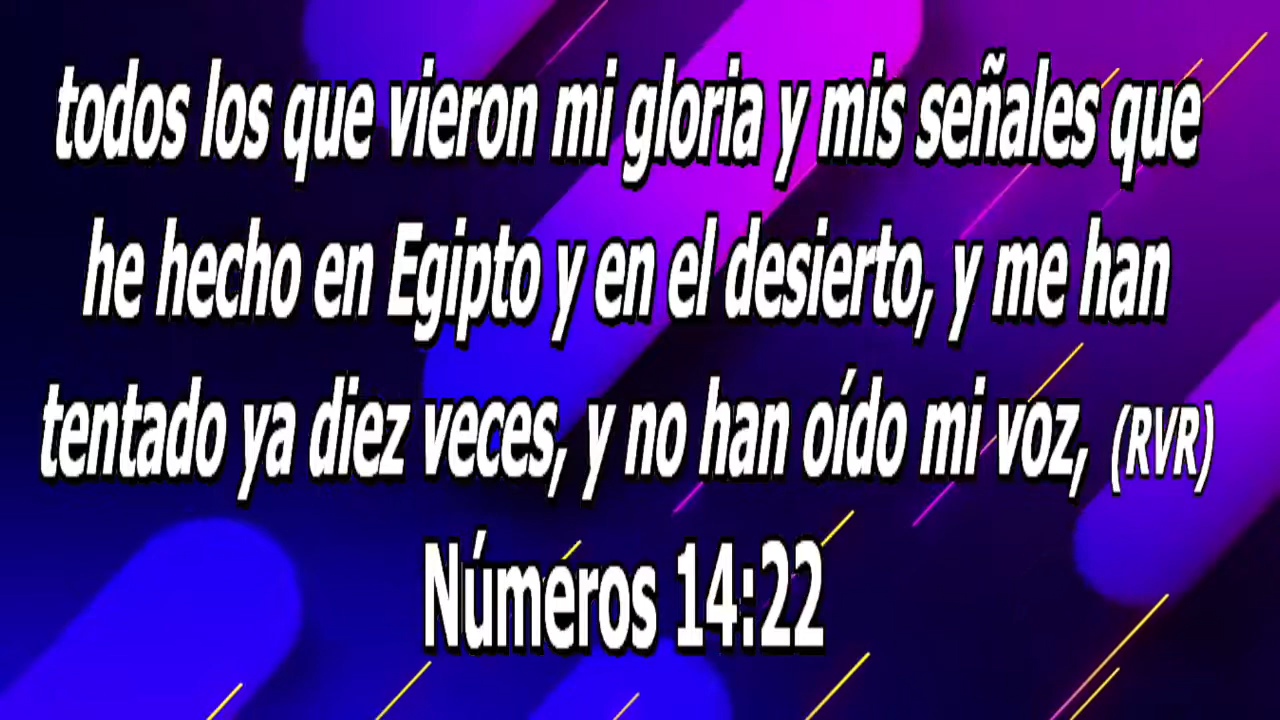 todos los que vieron mi gloria y mis señales que
he hecho en Egipto y en el desierto, y me han
tentado ya diez veces, y no han oído mi voz, (RVR)
Números 14:22